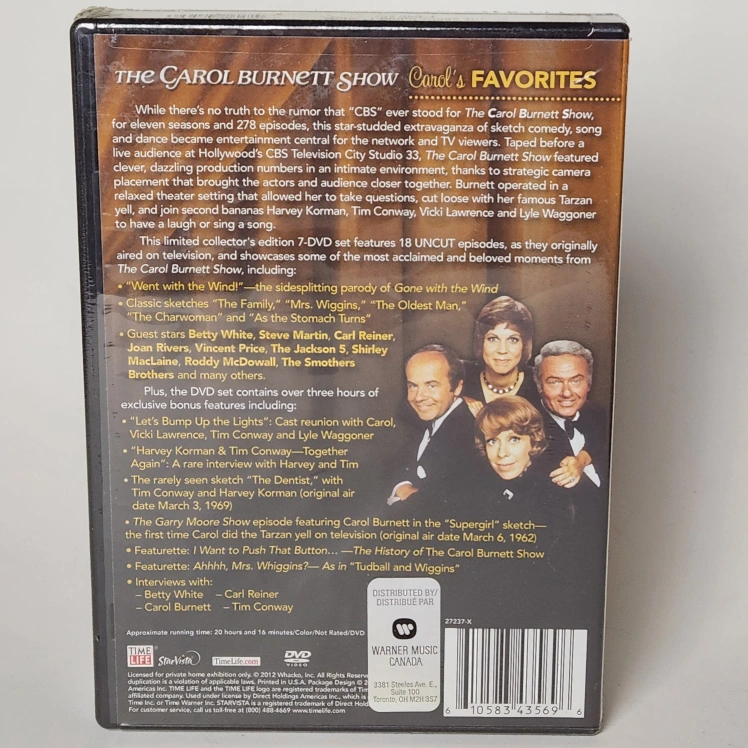 THE CAROL BURNETT SHOW Carol's FAVORITES
While there's no truth to the rumor that "CBS" ever stood for The Carol Burnett Show,
for eleven seasons and 278 episodes, this star-studded extravaganza of sketch comedy, song
and dance became entertainment central for the network and TV viewers. Taped before a
live audience at Hollywood's CBS Television City Studio 33, The Carol Burnett Show featured
clever, dazzling production numbers in an intimate environment, thanks to strategic camera
placement that brought the actors and audience closer together. Burnett operated in a
relaxed theater setting that allowed her to take questions, cut loose with her famous Tarzan
yell, and join second bananas Harvey Korman, Tim Conway, Vicki Lawrence and Lyle Waggoner
to have a laugh or sing a song.
This limited collector's edition 7-DVD set features 18 UNCUT episodes, as they originally
aired on television, and showcases some of the most acclaimed and beloved moments from
The Carol Burnett Show, including:
• "Went with the Wind!"—the sidesplitting parody of Gone with the Wind
• Classic sketches "The Family," "Mrs. Wiggins," "The Oldest Man,"
"The Charwoman" and "As the Stomach Turns"
• Guest stars Betty White, Steve Martin, Carl Reiner,
Joan Rivers, Vincent Price, The Jackson 5, Shirley
MacLaine, Roddy McDowall, The Smothers
Brothers and many others.
Plus, the DVD set contains over three hours of
exclusive bonus features including:
• "Let's Bump Up the Lights": Cast reunion with Carol,
Vicki Lawrence, Tim Conway and Lyle Waggoner
• "Harvey Korman & Tim Conway—Together
Again": A rare interview with Harvey and Tim
• The rarely seen sketch "The Dentist," with
Tim Conway and Harvey Korman (original air
date March 3, 1969)
• The Garry Moore Show episode featuring Carol Burnett in the "Supergirl" sketch—
the first time Carol did the Tarzan yell on television (original air date March 6, 1962)
• Featurette: I Want to Push That Button... —The History of The Carol Burnett Show
• Featurette: Ahhhh, Mrs. Whiggins?— As in "Tudball and Wiggins"
• Interviews with:
– Betty White – Carl Reiner
– Carol Burnett – Tim Conway
DISTRIBUTED BY/
DISTRIBUÉ PAR
WARNER MUSIC
CANADA
3381 Steeles Ave. E.,
Suite 100
Toronto, ON M2H 3S7
27237-X
Approximate running time: 20 hours and 16 minutes/Color/Not Rated/DVD
TIME LIFE StarVista TimeLife.com DVD VIDEO
Licensed for private home exhibition only. © 2012 Whacko, Inc. All Rights
duplication is a violation of applicable laws. Printed in U.S.A. Package Design © 2
Americas Inc. TIME LIFE and the TIME LIFE logo are registered trademarks of Tim
affiliated company. Used under license by Direct Holdings Americas Inc., which is
Time Inc. or Time Warner Inc. STARVISTA is a registered trademark of Direct Hold
For customer service, call us toll-free at (800) 488-4669 www.timelife.com
6 10583 43569 6